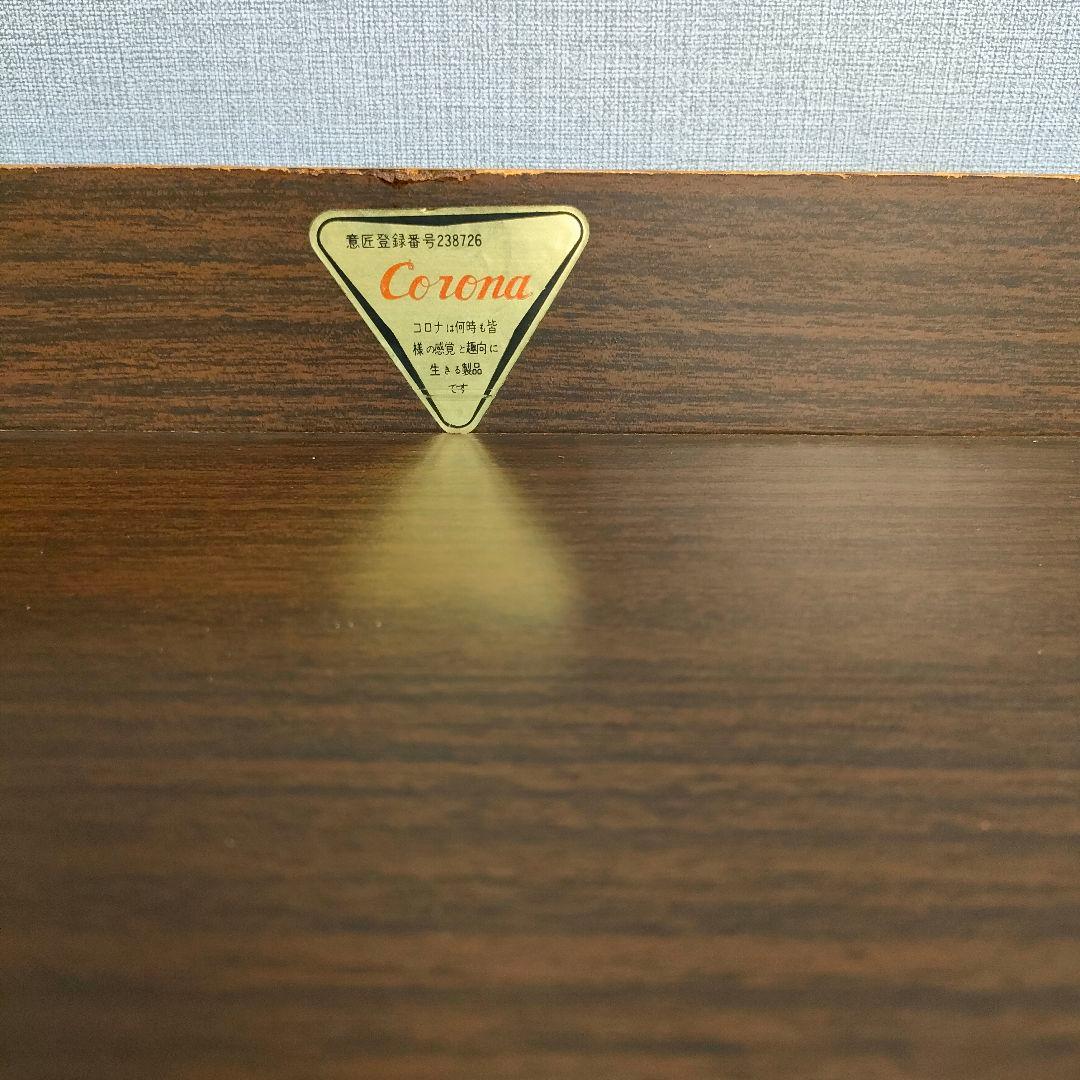 意匠登録番号238726
Corona
コロナは何時も皆
様の感覚と趣向に
生きる製品
です